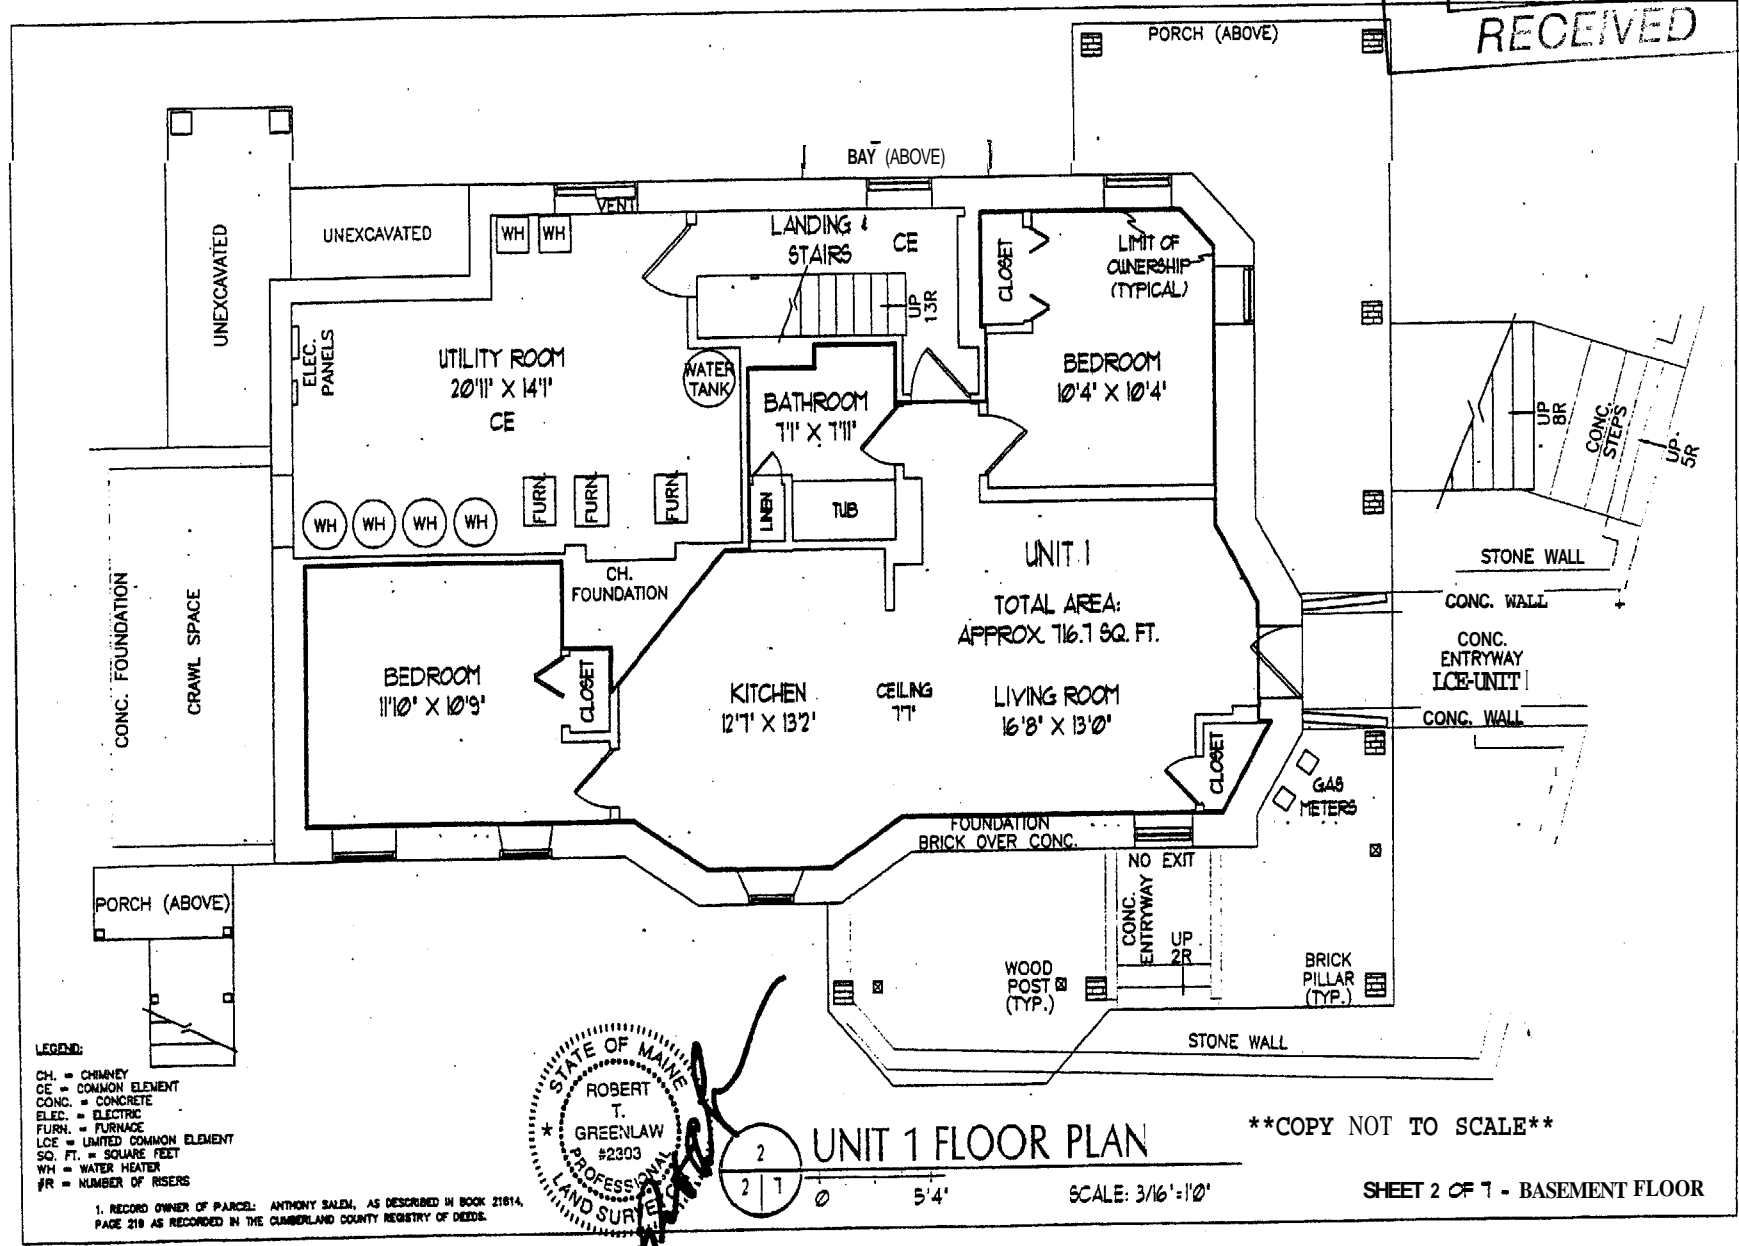 RECEIVED
PORCH (ABOVE)
BAY (ABOVE)
VENT
UNEXCAVATED
UNEXCAVATED
WH
WH
LANDING &
STAIRS
CE
UP
13R
CLOSET
LIMIT OF
OWNERSHIP
(TYPICAL)
ELEC.
PANELS
UTILITY ROOM
20'11" X 14'1"
CE
WATER
TANK
BATHROOM
7'1" X 7'11"
BEDROOM
10'4" X 10'4"
UP
8R
CONC.
STEPS
UP.
5R
WH
WH
WH
WH
FURN.
FURN.
FURN.
LINEN
TUB
UNIT 1
TOTAL AREA:
APPROX. 716.7 SQ. FT.
STONE WALL
CONC. WALL
CONC.
ENTRYWAY
LCE-UNIT 1
CONC. WALL
CONC. FOUNDATION
CRAWL SPACE
CH.
FOUNDATION
BEDROOM
11'10" X 10'9"
CLOSET
KITCHEN
12'7" X 13'2"
CEILING
7'7"
LIVING ROOM
16'8" X 13'0"
CLOSET
GAS
METERS
FOUNDATION
BRICK OVER CONC.
NO EXIT
CONC.
ENTRYWAY
UP
2R
PORCH (ABOVE)
WOOD
POST
(TYP.)
BRICK
PILLAR
(TYP.)
STONE WALL
LEGEND:
CH. = CHIMNEY
CE = COMMON ELEMENT
CONC. = CONCRETE
ELEC. = ELECTRIC
FURN. = FURNACE
LCE = LIMITED COMMON ELEMENT
SQ. FT. = SQUARE FEET
WH = WATER HEATER
#R = NUMBER OF RISERS
1. RECORD OWNER OF PARCEL: ANTHONY SALEM, AS DESCRIBED IN BOOK 21614,
PAGE 219 AS RECORDED IN THE CUMBERLAND COUNTY REGISTRY OF DEEDS.
STATE OF MAINE
ROBERT
T.
GREENLAW
#2303
PROFESSIONAL
LAND SURVEYOR
2
2 | 7
UNIT 1 FLOOR PLAN
0 5'4"
SCALE: 3/16"=1'0"
**COPY NOT TO SCALE**
SHEET 2 OF 7 - BASEMENT FLOOR